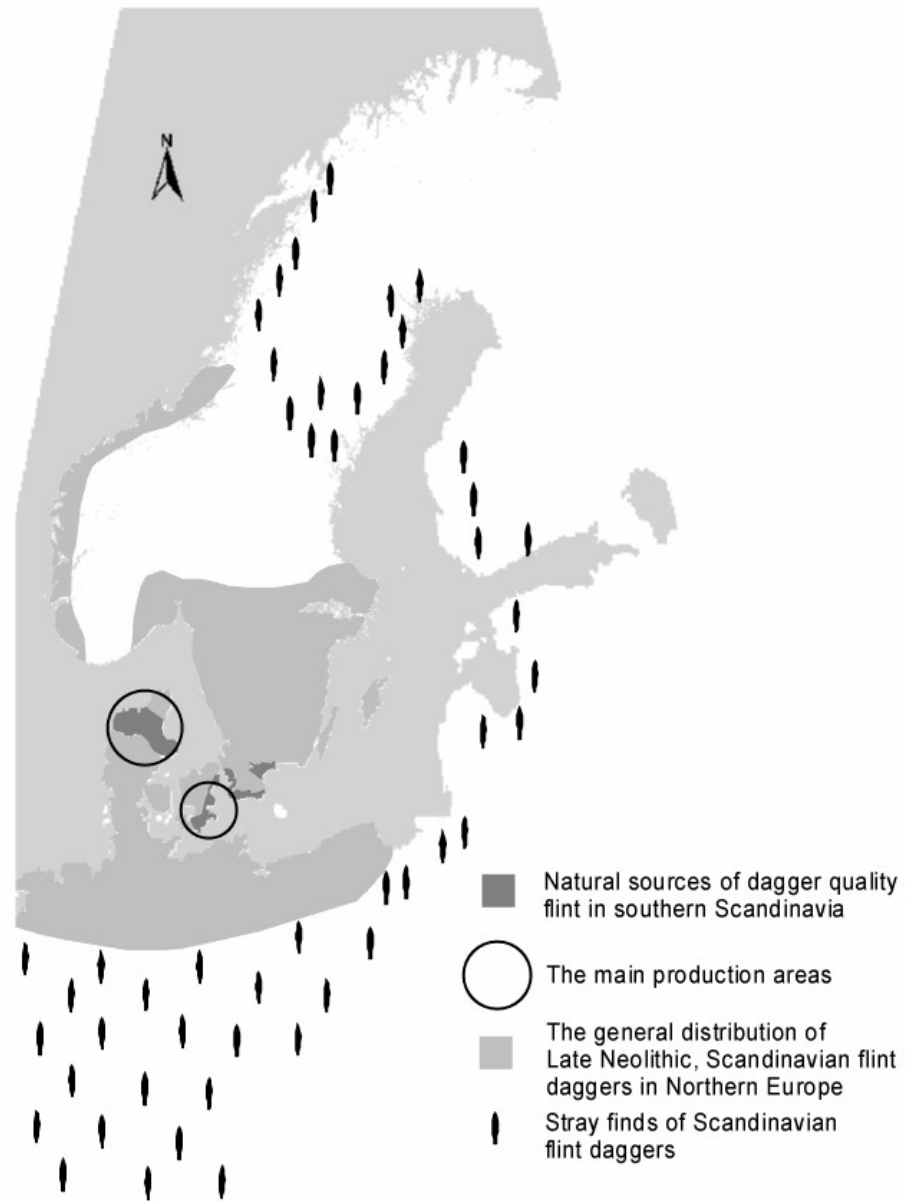 N
Natural sources of dagger quality
flint in southern Scandinavia
The main production areas
The general distribution of
Late Neolithic, Scandinavian flint
daggers in Northern Europe
Stray finds of Scandinavian
flint daggers